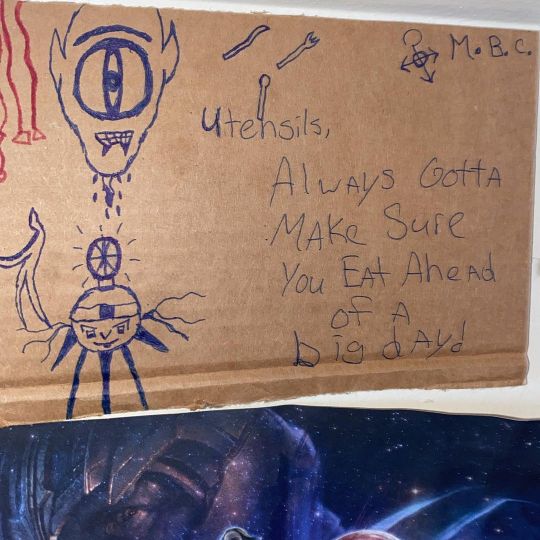 M.B.C.
Utensils,
Always Gotta
Make Sure
You Eat Ahead
of A
big dAyd